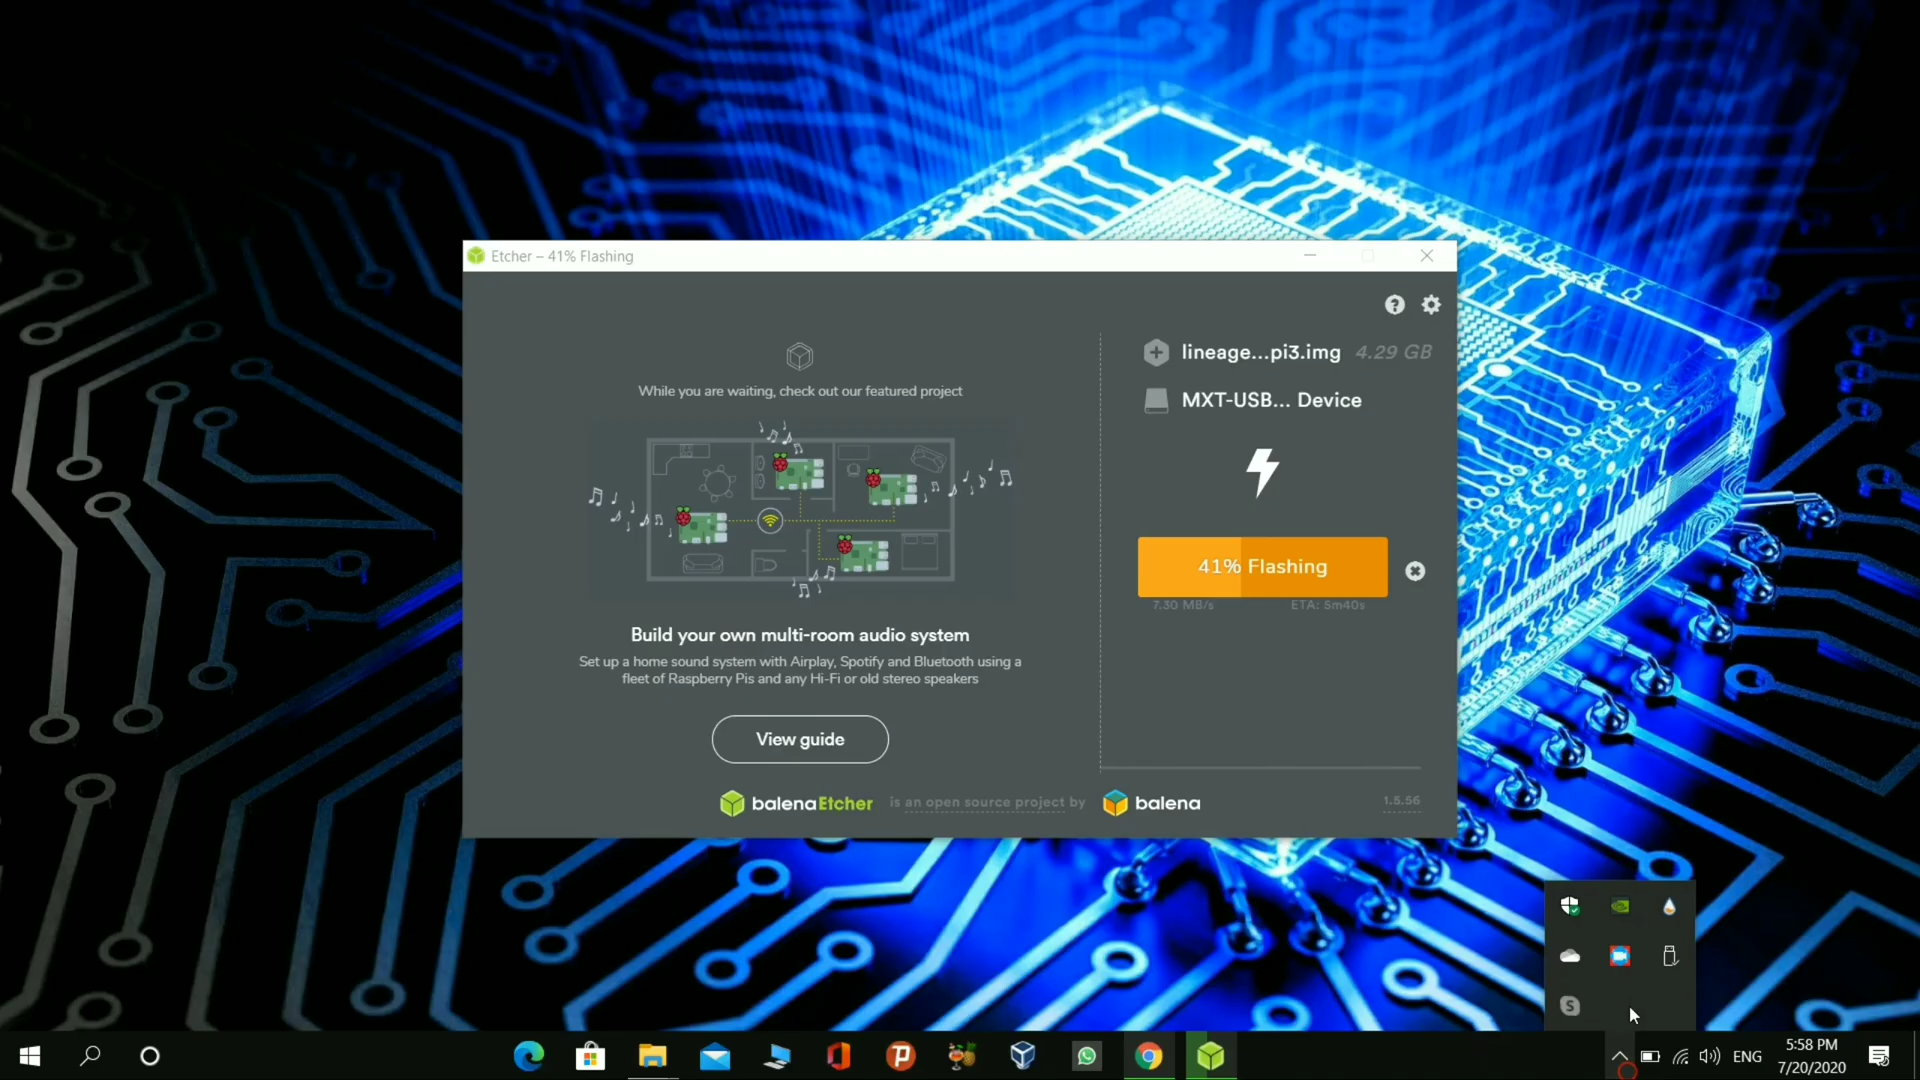 Etcher – 41% Flashing
lineage...pi3.img 4.29 GB
While you are waiting, check out our featured project
MXT-USB... Device
41% Flashing
7.30 MB/s ETA: 5m40s
Build your own multi-room audio system
Set up a home sound system with Airplay, Spotify and Bluetooth using a
fleet of Raspberry Pis and any Hi-Fi or old stereo speakers
View guide
balenaEtcher is an open source project by balena 1.5.56
ENG
5:58 PM
7/20/2020